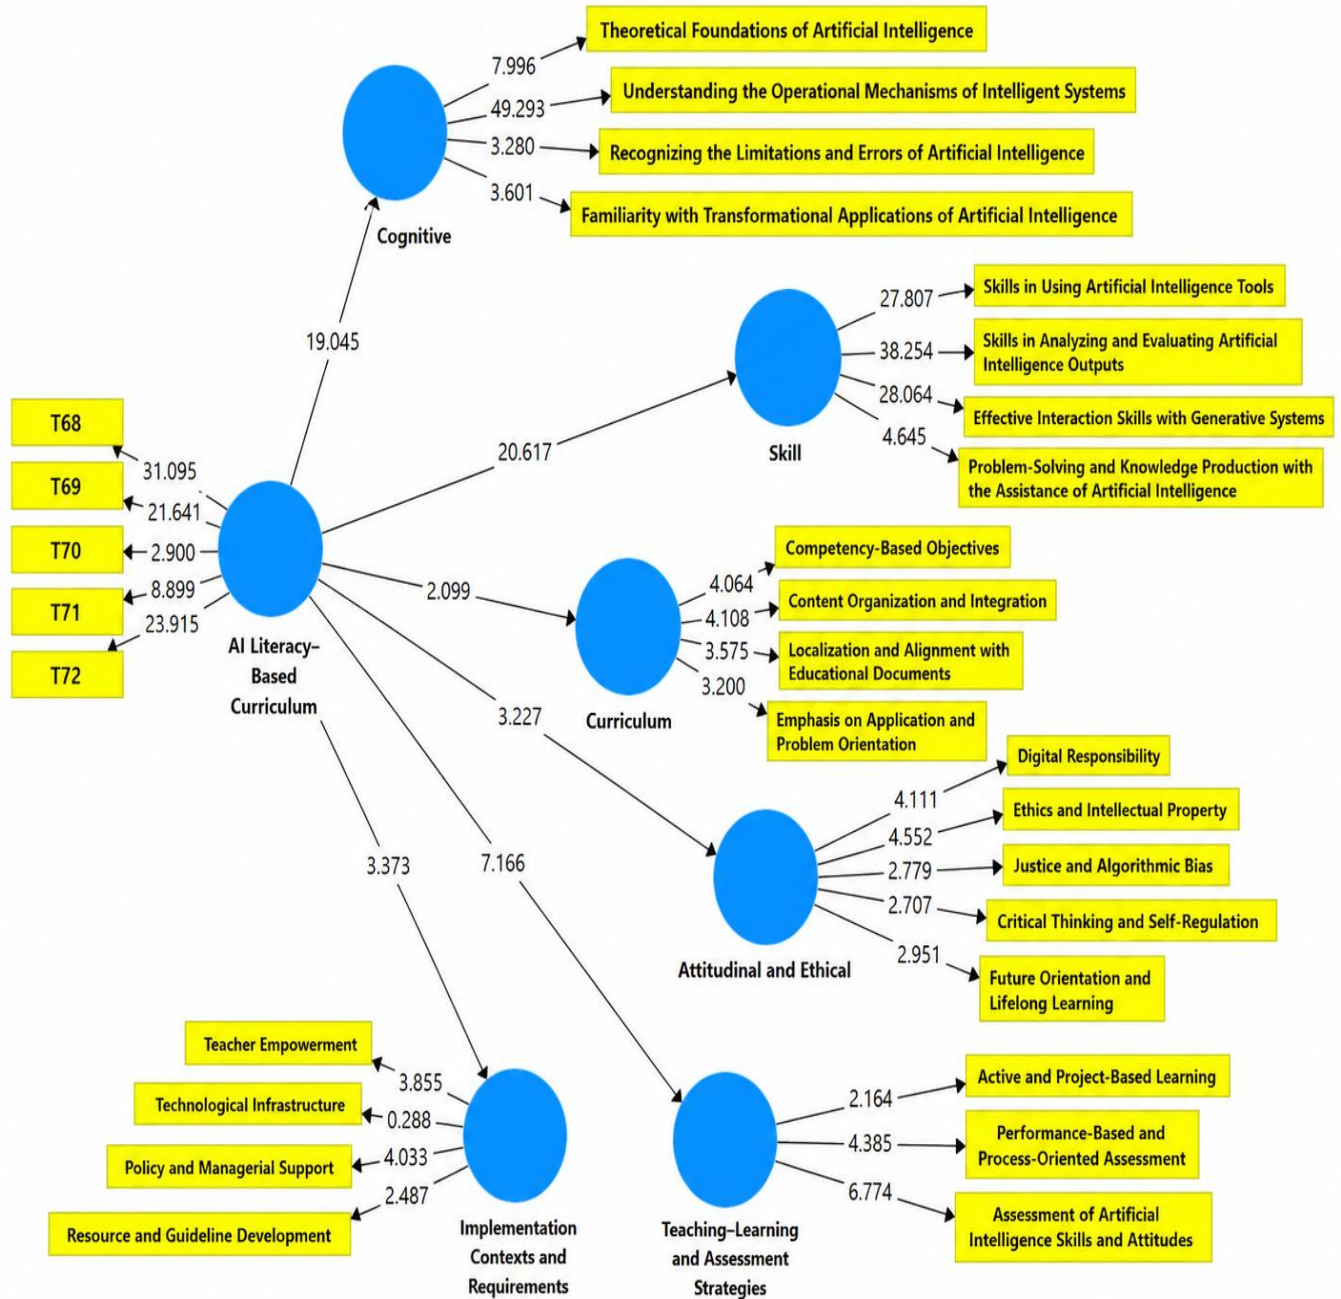 Theoretical Foundations of Artificial Intelligence
7.996
Understanding the Operational Mechanisms of Intelligent Systems
49.293
3.280
Recognizing the Limitations and Errors of Artificial Intelligence
3.601
Familiarity with Transformational Applications of Artificial Intelligence
Cognitive
19.045
Skills in Using Artificial Intelligence Tools
27.807
Skills in Analyzing and Evaluating Artificial
Intelligence Outputs
38.254
28.064
Effective Interaction Skills with Generative Systems
4.645
Problem-Solving and Knowledge Production with
the Assistance of Artificial Intelligence
Skill
20.617
T68
31.095
T69
21.641
T70
2.900
T71
8.899
T72
23.915
AI Literacy–
Based
Curriculum
2.099
Competency-Based Objectives
4.064
Content Organization and Integration
4.108
3.575
Localization and Alignment with
Educational Documents
3.200
Emphasis on Application and
Problem Orientation
Curriculum
3.227
Digital Responsibility
4.111
Ethics and Intellectual Property
4.552
2.779
Justice and Algorithmic Bias
2.707
Critical Thinking and Self-Regulation
2.951
Future Orientation and
Lifelong Learning
Attitudinal and Ethical
3.373
7.166
Teacher Empowerment
3.855
Technological Infrastructure
0.288
Policy and Managerial Support
4.033
2.487
Resource and Guideline Development
Implementation
Contexts and
Requirements
Active and Project-Based Learning
2.164
Performance-Based and
Process-Oriented Assessment
4.385
6.774
Assessment of Artificial
Intelligence Skills and Attitudes
Teaching–Learning
and Assessment
Strategies